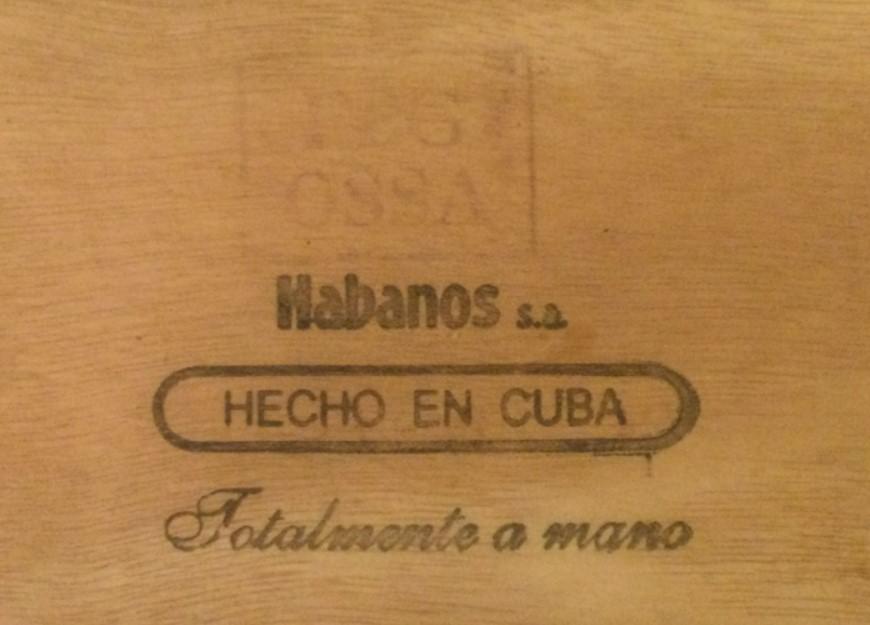 Habanos s.a.
HECHO EN CUBA
Totalmente a mano